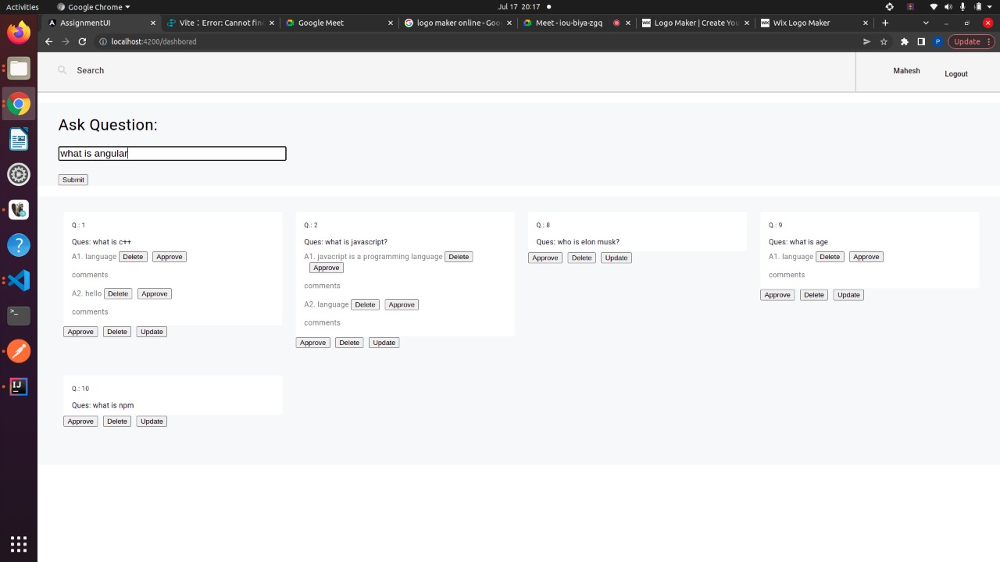 Activities
Google Chrome
Jul 17 20:17
AssignmentUI
Vite : Error: Cannot fin
Google Meet
logo maker online - Goo
Meet - iou-biya-zgq
Logo Maker | Create You
Wix Logo Maker
localhost:4200/dashborad
P
Update
Search
Mahesh
Logout
Ask Question:
what is angular
Submit
Q.: 1
Ques: what is c++
A1. language Delete Approve
comments
A2. hello Delete Approve
comments
Approve Delete Update
Q.: 2
Ques: what is javascript?
A1. javacript is a programming language Delete
Approve
comments
A2. language Delete Approve
comments
Approve Delete Update
Q.: 8
Ques: who is elon musk?
Approve Delete Update
Q.: 9
Ques: what is age
A1. language Delete Approve
comments
Approve Delete Update
Q.: 10
Ques: what is npm
Approve Delete Update